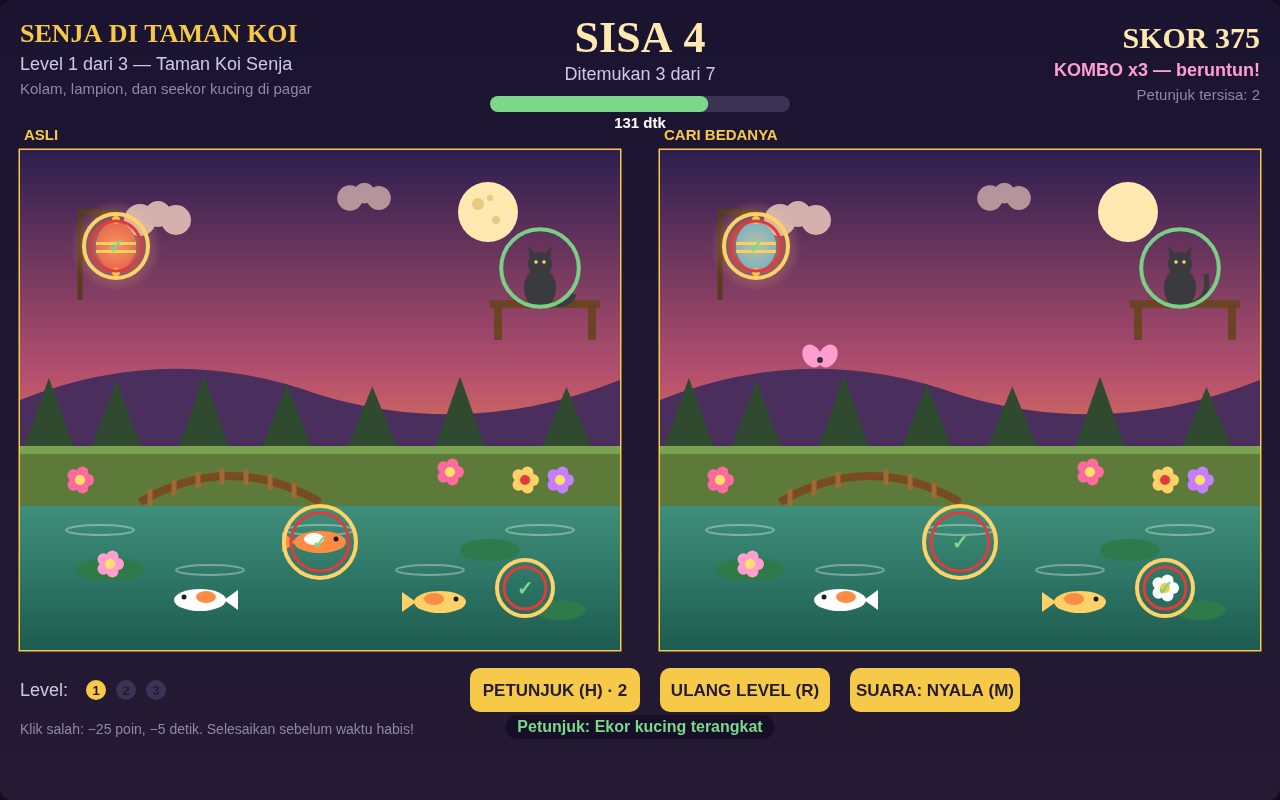 SENJA DI TAMAN KOI
Level 1 dari 3 — Taman Koi Senja
Kolam, lampion, dan seekor kucing di pagar
SISA 4
Ditemukan 3 dari 7
131 dtk
SKOR 375
KOMBO x3 — beruntun!
Petunjuk tersisa: 2
ASLI
CARI BEDANYA
Level:
1
2
3
PETUNJUK (H) · 2
ULANG LEVEL (R)
SUARA: NYALA (M)
Klik salah: −25 poin, −5 detik. Selesaikan sebelum waktu habis!
Petunjuk: Ekor kucing terangkat